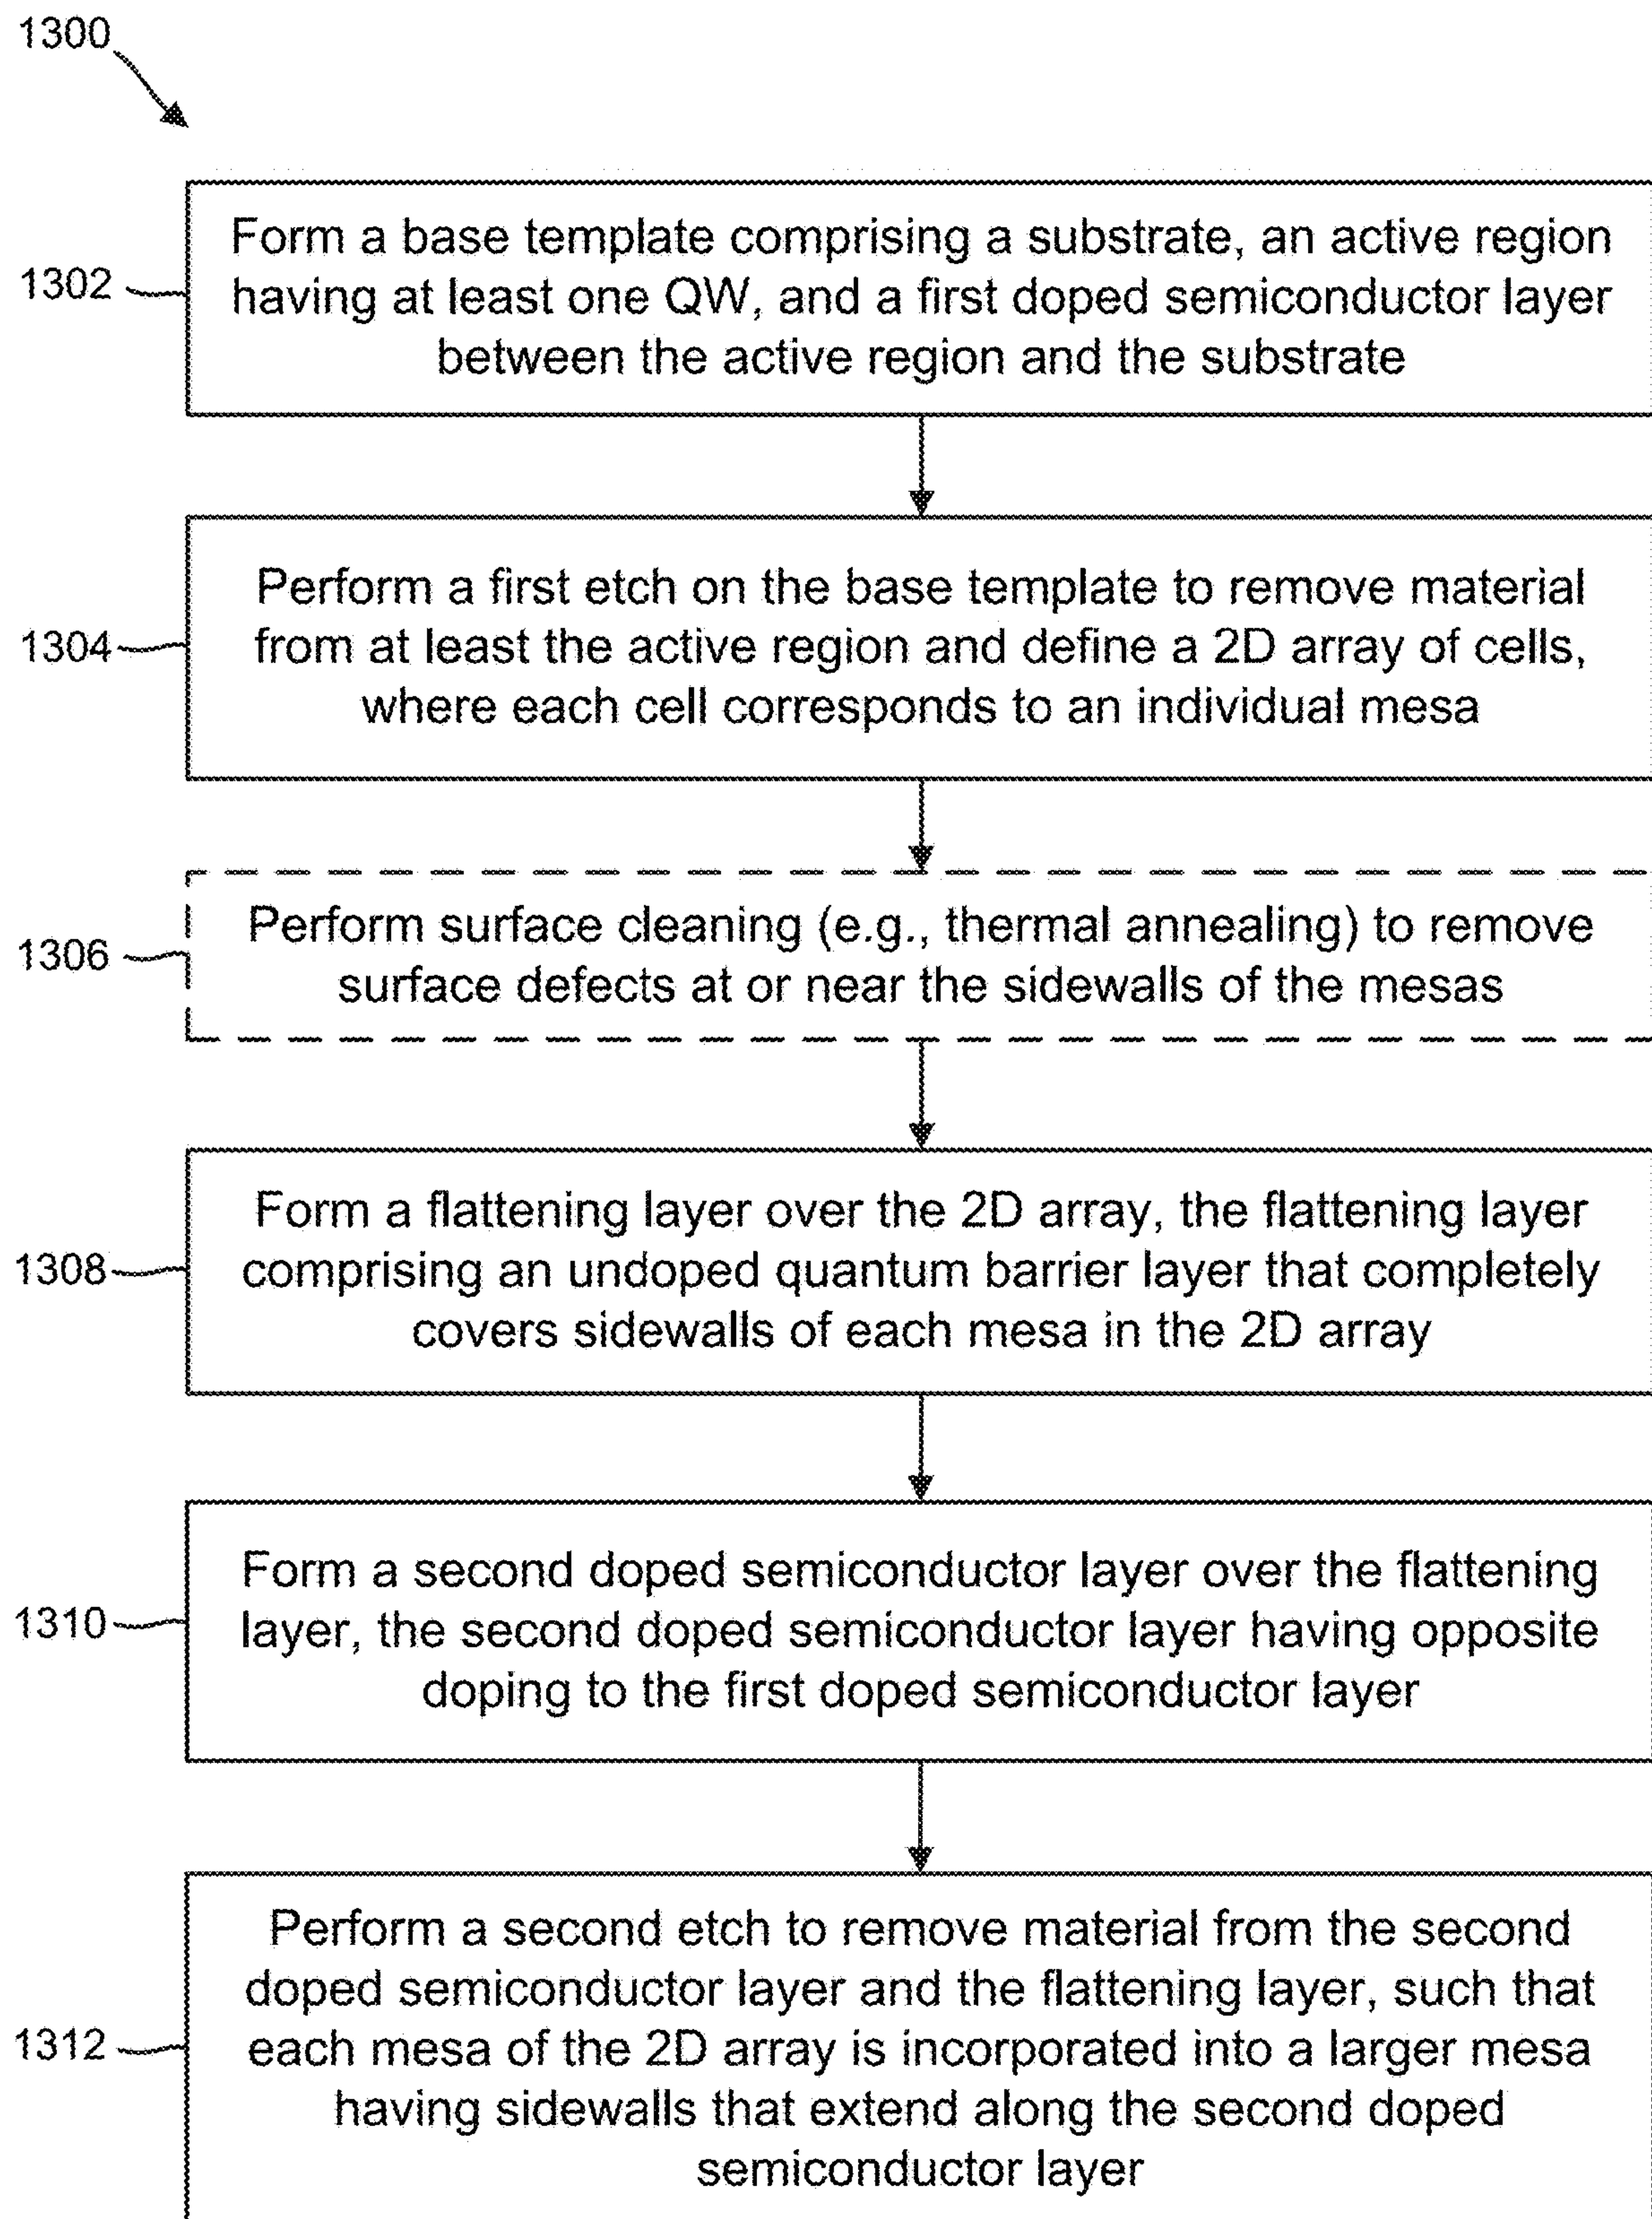 1300
1302
Form a base template comprising a substrate, an active region
having at least one QW, and a first doped semiconductor layer
between the active region and the substrate
1304
Perform a first etch on the base template to remove material
from at least the active region and define a 2D array of cells,
where each cell corresponds to an individual mesa
1306
Perform surface cleaning (e.g., thermal annealing) to remove
surface defects at or near the sidewalls of the mesas
1308
Form a flattening layer over the 2D array, the flattening layer
comprising an undoped quantum barrier layer that completely
covers sidewalls of each mesa in the 2D array
1310
Form a second doped semiconductor layer over the flattening
layer, the second doped semiconductor layer having opposite
doping to the first doped semiconductor layer
1312
Perform a second etch to remove material from the second
doped semiconductor layer and the flattening layer, such that
each mesa of the 2D array is incorporated into a larger mesa
having sidewalls that extend along the second doped
semiconductor layer